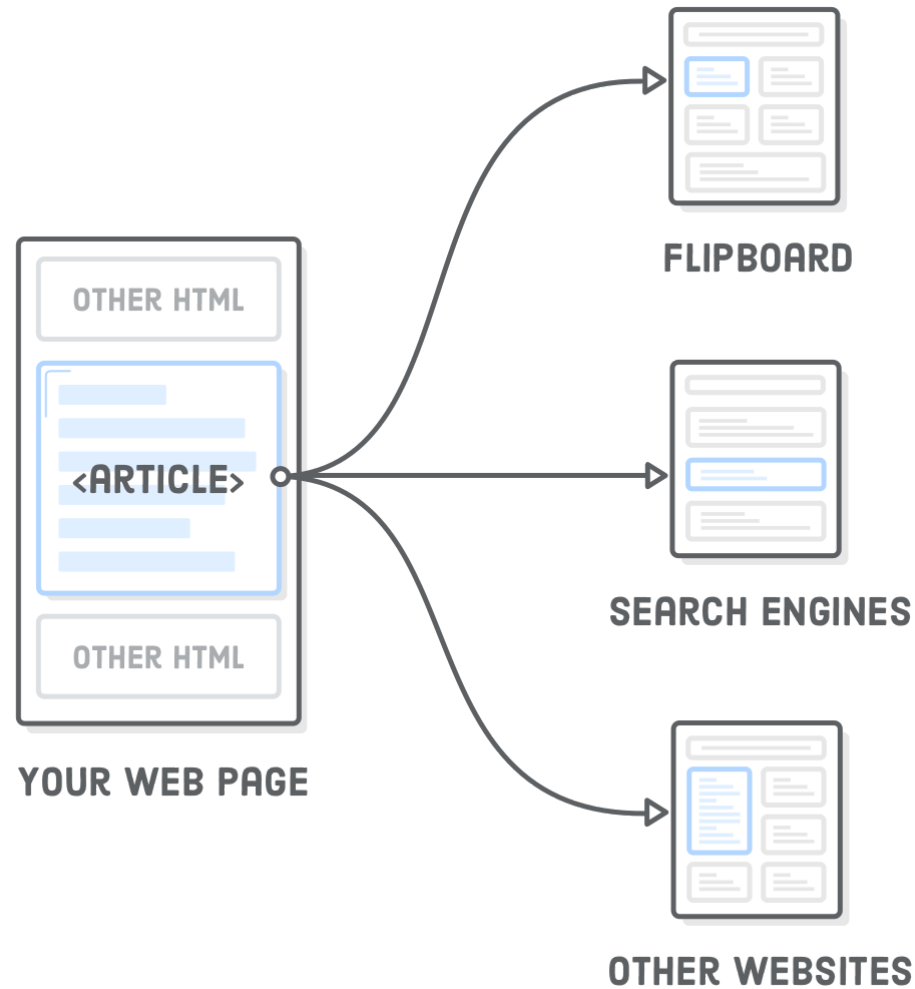 OTHER HTML
<ARTICLE>
OTHER HTML
YOUR WEB PAGE
FLIPBOARD
SEARCH ENGINES
OTHER WEBSITES